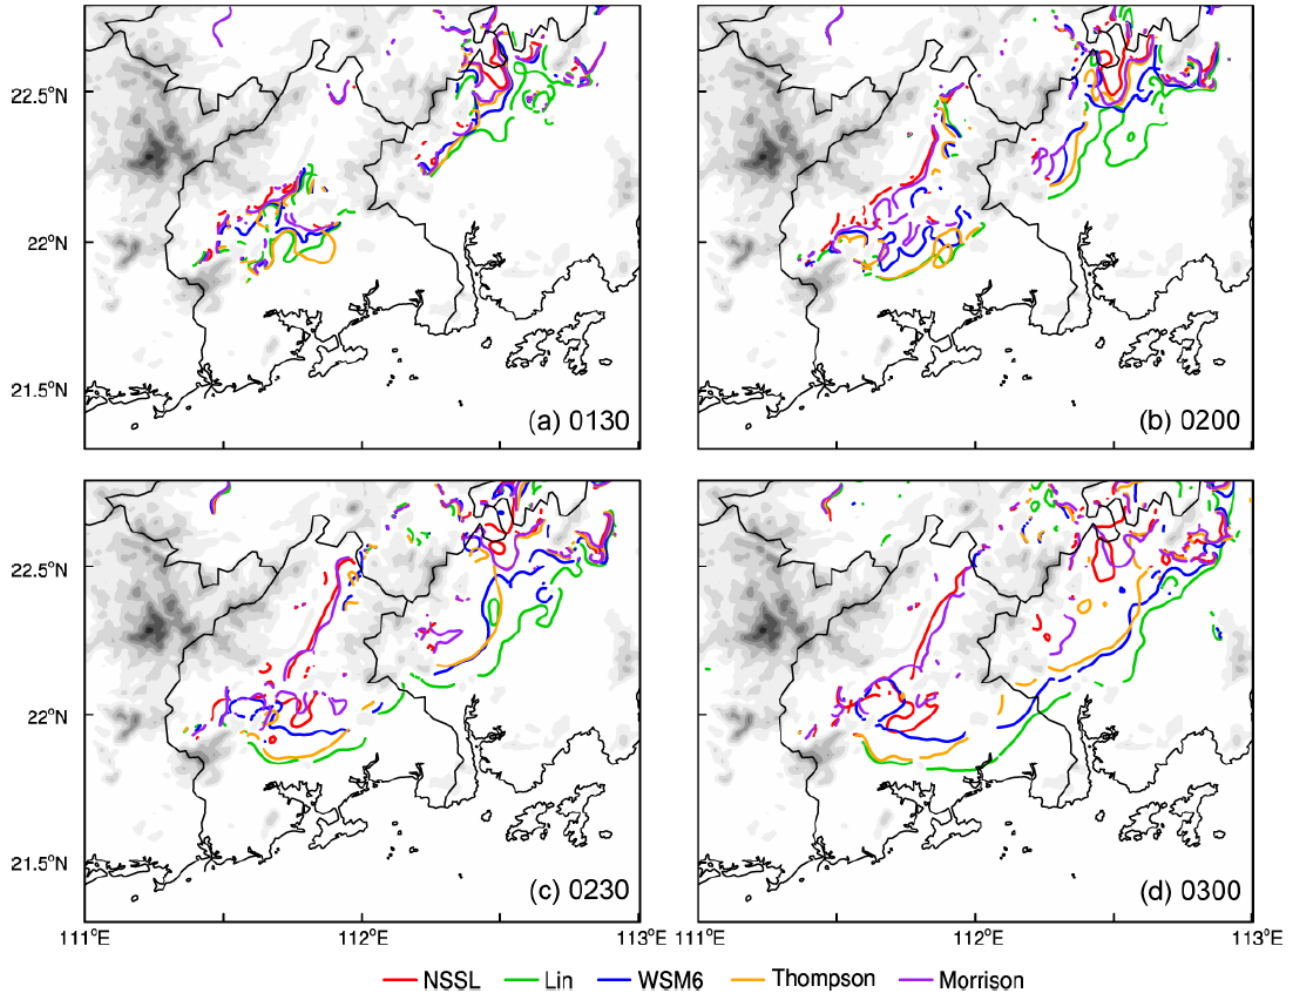 22.5°N
22°N
21.5°N
(a) 0130
(b) 0200
22.5°N
22°N
21.5°N
(c) 0230
(d) 0300
111°E
112°E
113°E
111°E
112°E
113°E
NSSL
Lin
WSM6
Thompson
Morrison